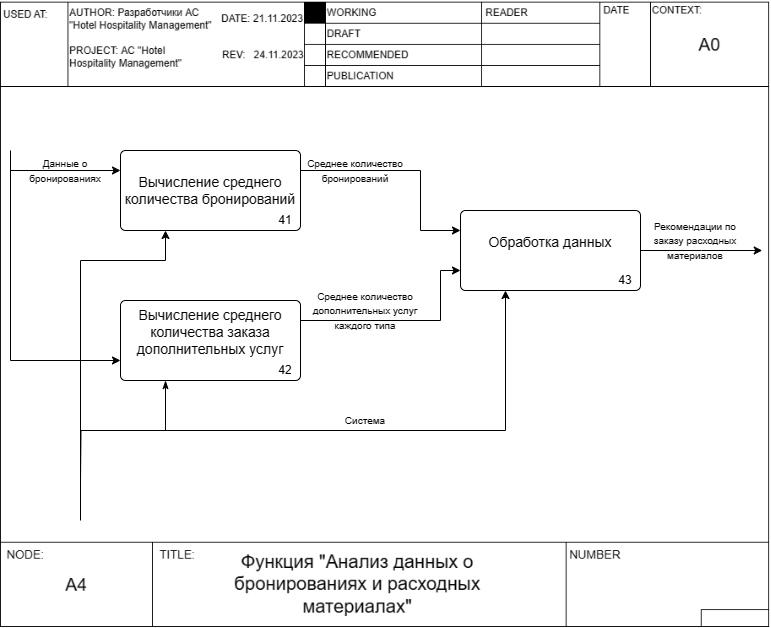 USED AT:
AUTHOR: Разработчики АС
"Hotel Hospitality Management"
DATE: 21.11.2023
PROJECT: АС "Hotel
Hospitality Management"
REV: 24.11.2023
WORKING
DRAFT
RECOMMENDED
PUBLICATION
READER
DATE
CONTEXT:
A0
Данные о
бронированиях
Вычисление среднего
количества бронирований
41
Среднее количество
бронирований
Обработка данных
43
Рекомендации по
заказу расходных
материалов
Вычисление среднего
количества заказа
дополнительных услуг
42
Среднее количество
дополнительных услуг
каждого типа
Система
NODE:
A4
TITLE:
Функция "Анализ данных о
бронированиях и расходных
материалах"
NUMBER